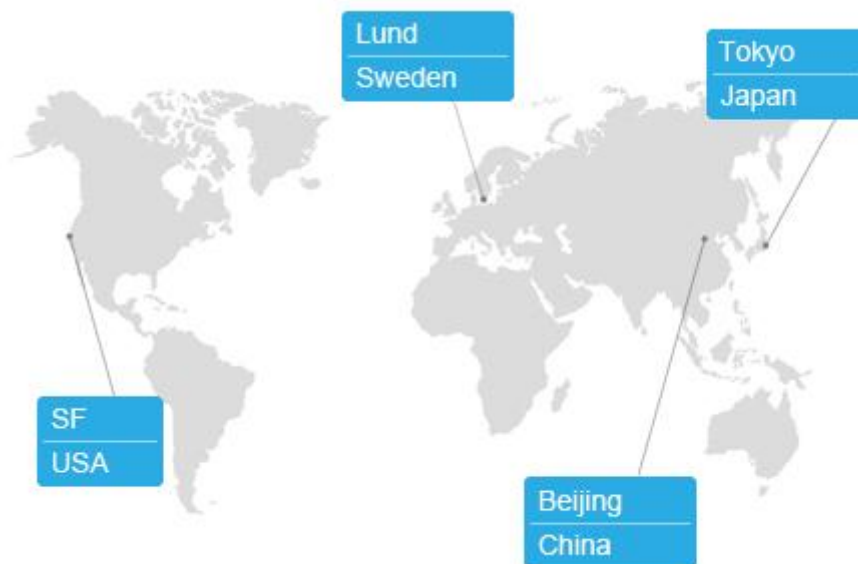 Lund
Sweden
Tokyo
Japan
SF
USA
Beijing
China